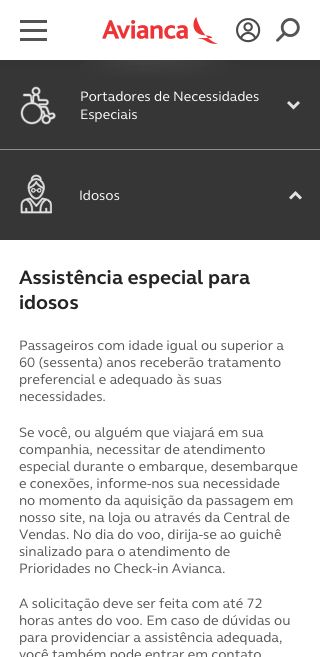 Avianca
Portadores de Necessidades
Especiais
Idosos
Assistência especial para
idosos
Passageiros com idade igual ou superior a
60 (sessenta) anos receberão tratamento
preferencial e adequado às suas
necessidades.
Se você, ou alguém que viajará em sua
companhia, necessitar de atendimento
especial durante o embarque, desembarque
e conexões, informe-nos sua necessidade
no momento da aquisição da passagem em
nosso site, na loja ou através da Central de
Vendas. No dia do voo, dirija-se ao guichê
sinalizado para o atendimento de
Prioridades no Check-in Avianca.
A solicitação deve ser feita com até 72
horas antes do voo. Em caso de dúvidas ou
para providenciar a assistência adequada,
você também pode entrar em contato